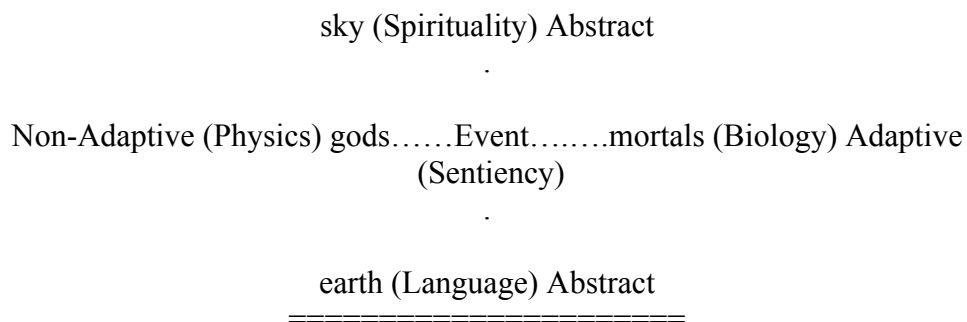 sky (Spirituality) Abstract
.
Non-Adaptive (Physics) gods……Event…..…mortals (Biology) Adaptive
(Sentiency)
.
earth (Language) Abstract
======================